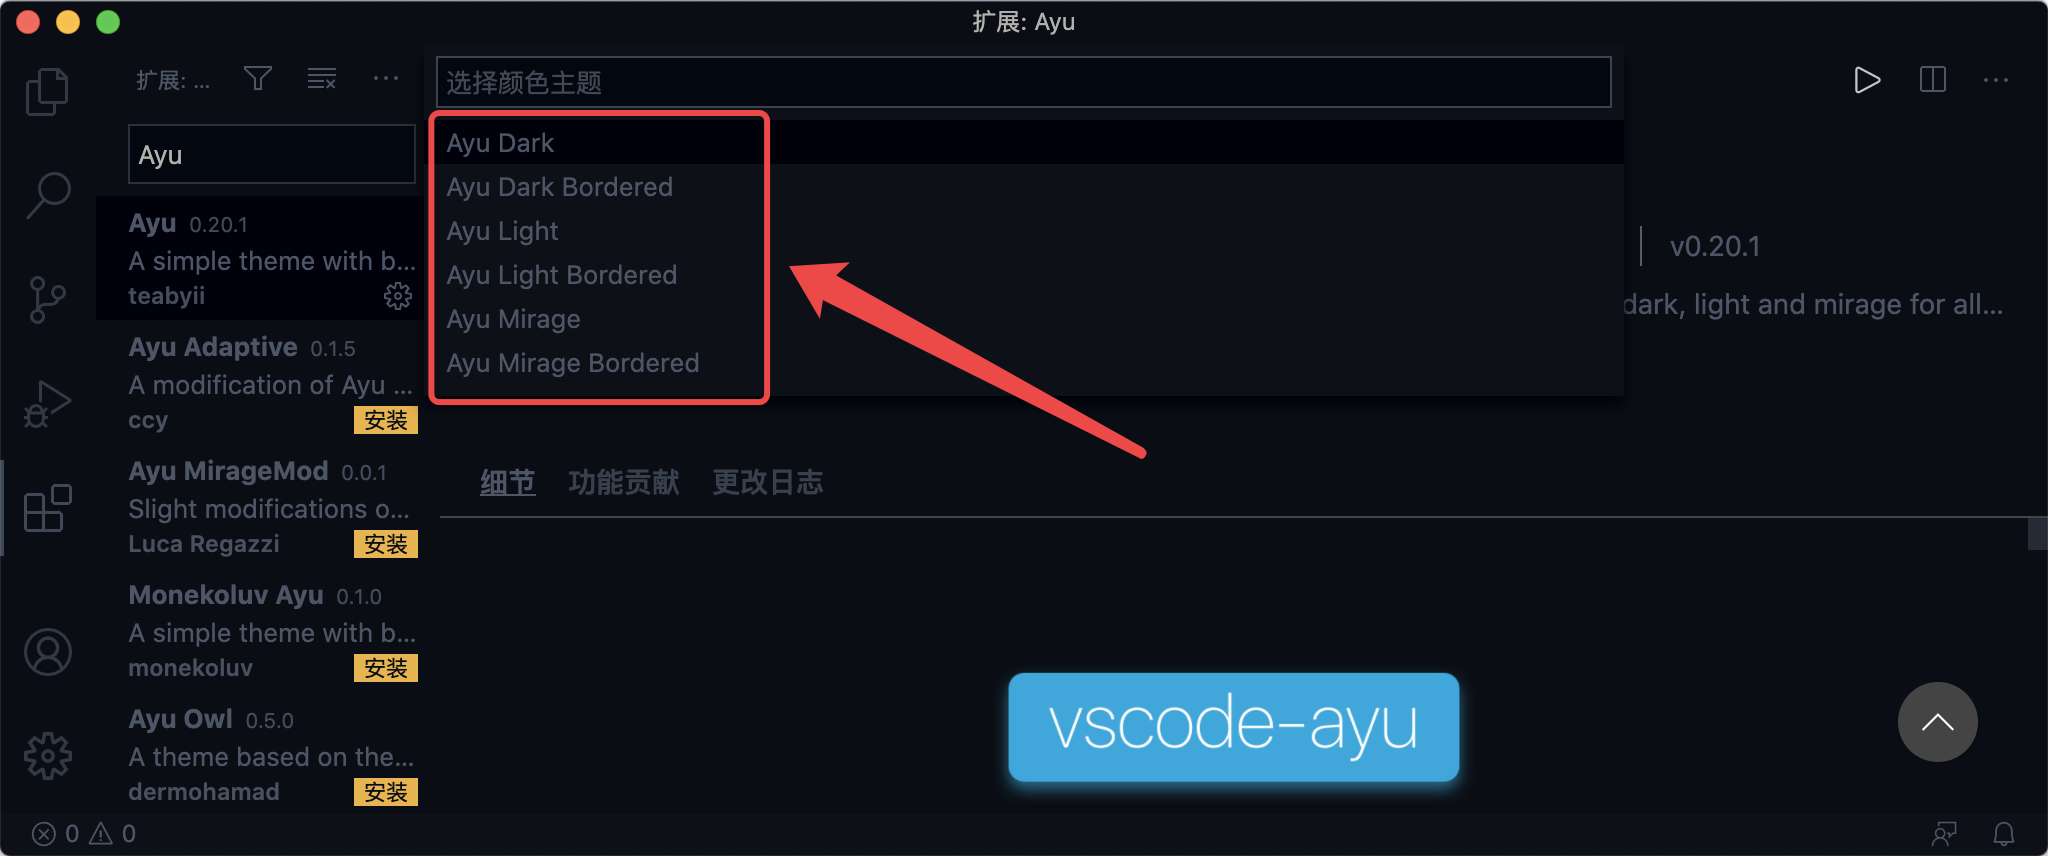 扩展: Ayu
扩展: ...
选择颜色主题
Ayu
Ayu Dark
Ayu Dark Bordered
Ayu Light
Ayu Light Bordered
Ayu Mirage
Ayu Mirage Bordered
Ayu 0.20.1
A simple theme with b...
teabyii
Ayu Adaptive 0.1.5
A modification of Ayu ...
ccy
安装
Ayu MirageMod 0.0.1
Slight modifications o...
Luca Regazzi
安装
Monekoluv Ayu 0.1.0
A simple theme with b...
monekoluv
安装
Ayu Owl 0.5.0
A theme based on the...
dermohamad
安装
v0.20.1
dark, light and mirage for all...
细节 功能贡献 更改日志
vscode-ayu
0 0